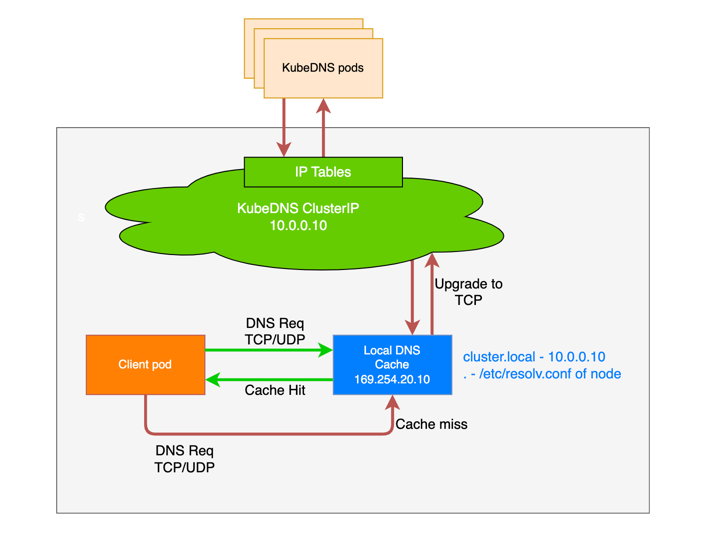 KubeDNS pods
IP Tables
KubeDNS ClusterIP
10.0.0.10
s
Upgrade to
TCP
DNS Req
TCP/UDP
Client pod
Local DNS
Cache
169.254.20.10
cluster.local - 10.0.0.10
. - /etc/resolv.conf of node
Cache Hit
Cache miss
DNS Req
TCP/UDP